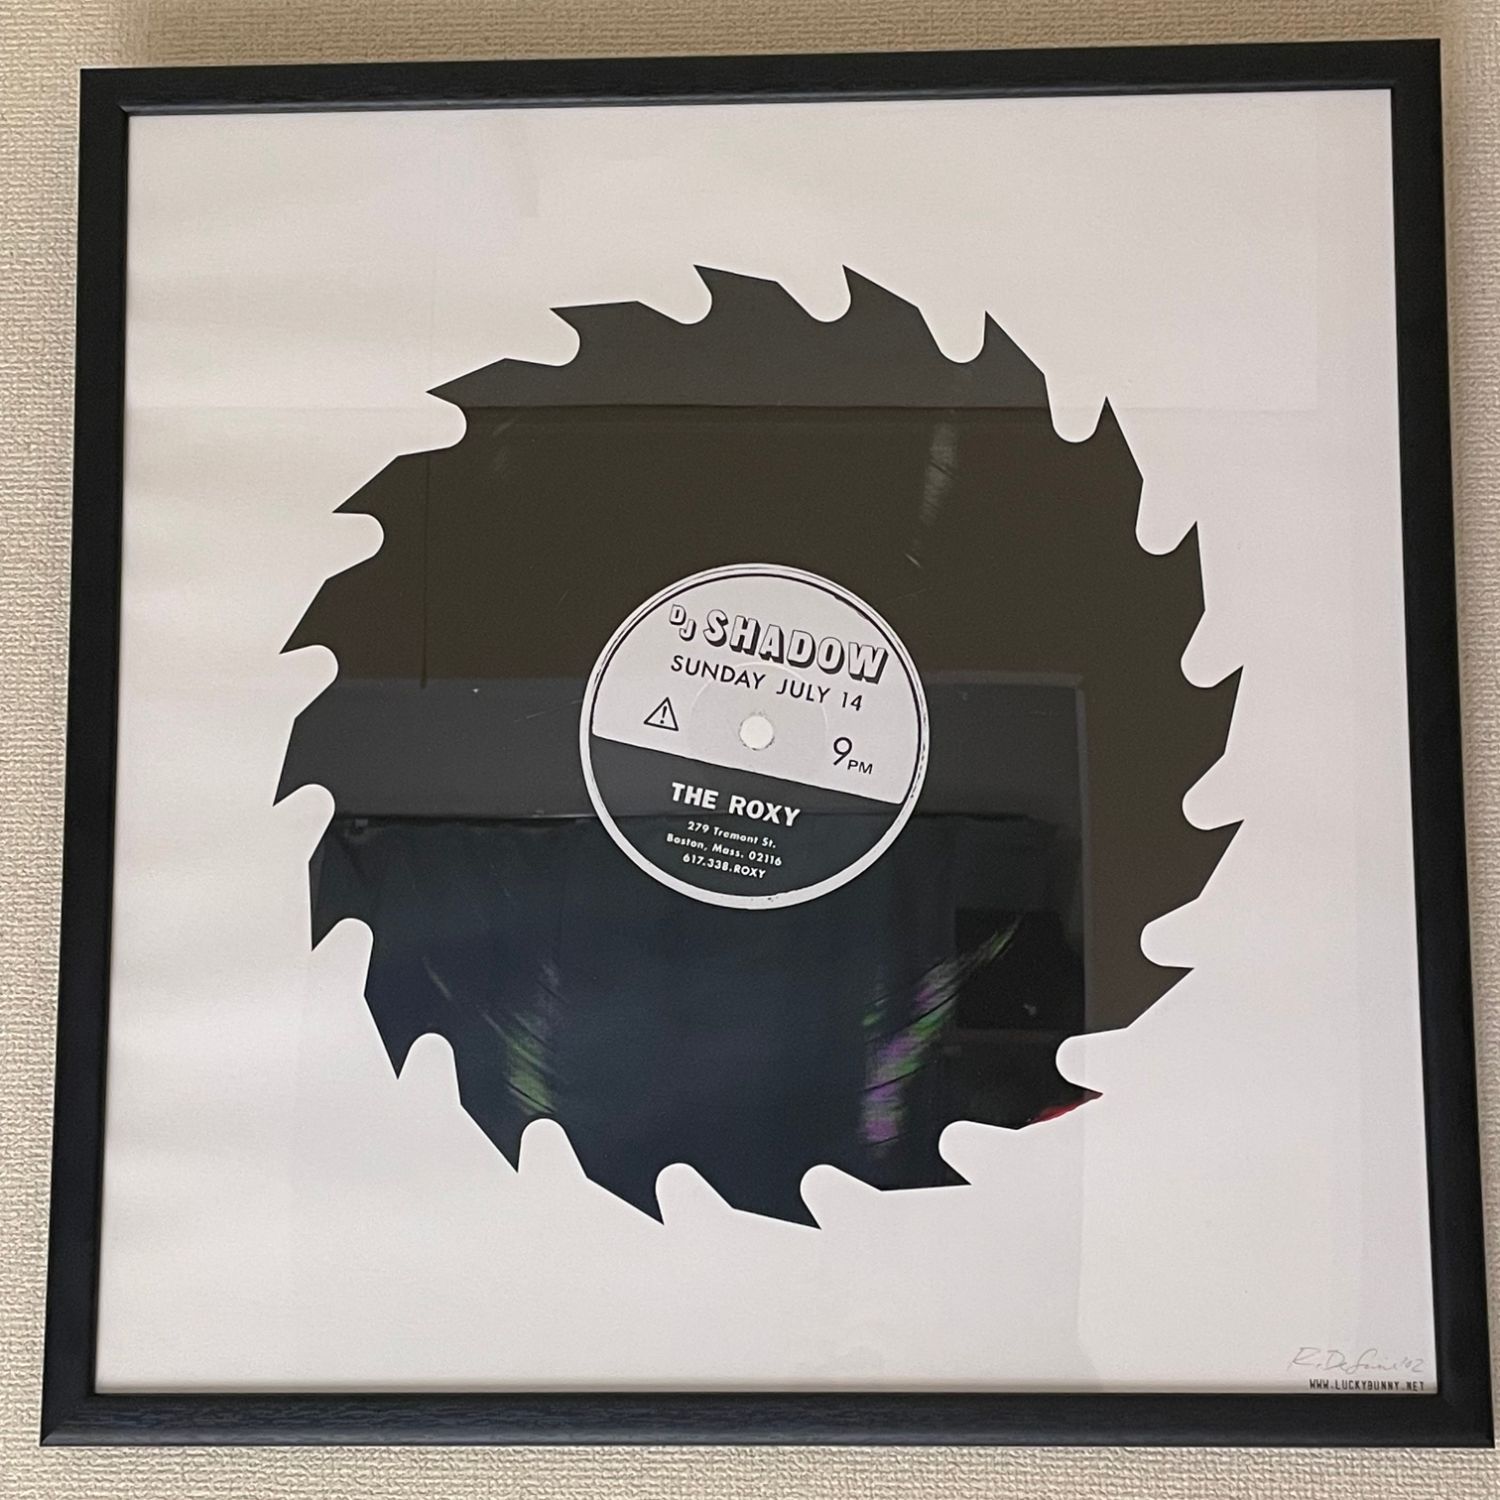 DJ SHADOW
SUNDAY JULY 14
!
9PM
THE ROXY
279 Tremont St.
Boston, Mass. 02116
617.338.ROXY
WWW.LUCKYBUNNY.NET